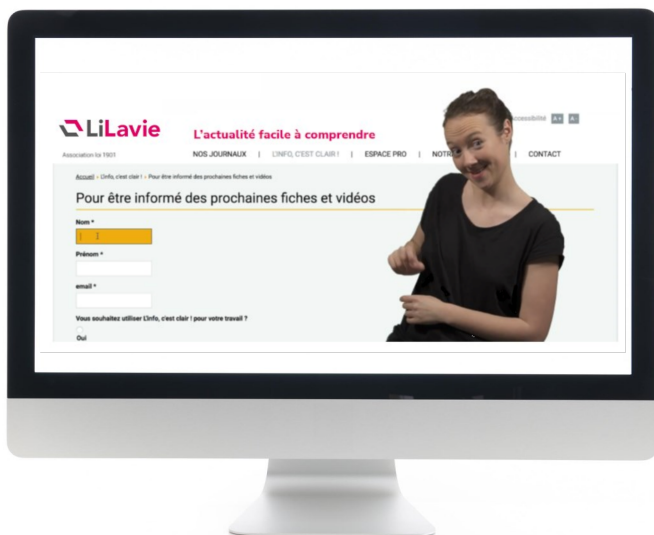 LiLavie
L'actualité facile à comprendre
Accessibilité A+ A-
Association loi 1901
NOS JOURNAUX | L'INFO, C'EST CLAIR ! | ESPACE PRO | | CONTACT
Accueil › L'info, c'est clair ! › Pour être informé des prochaines fiches et vidéos
Pour être informé des prochaines fiches et vidéos
Nom *
Prénom *
email *
Vous souhaitez utiliser L'info, c'est clair ! pour votre travail ?
Oui